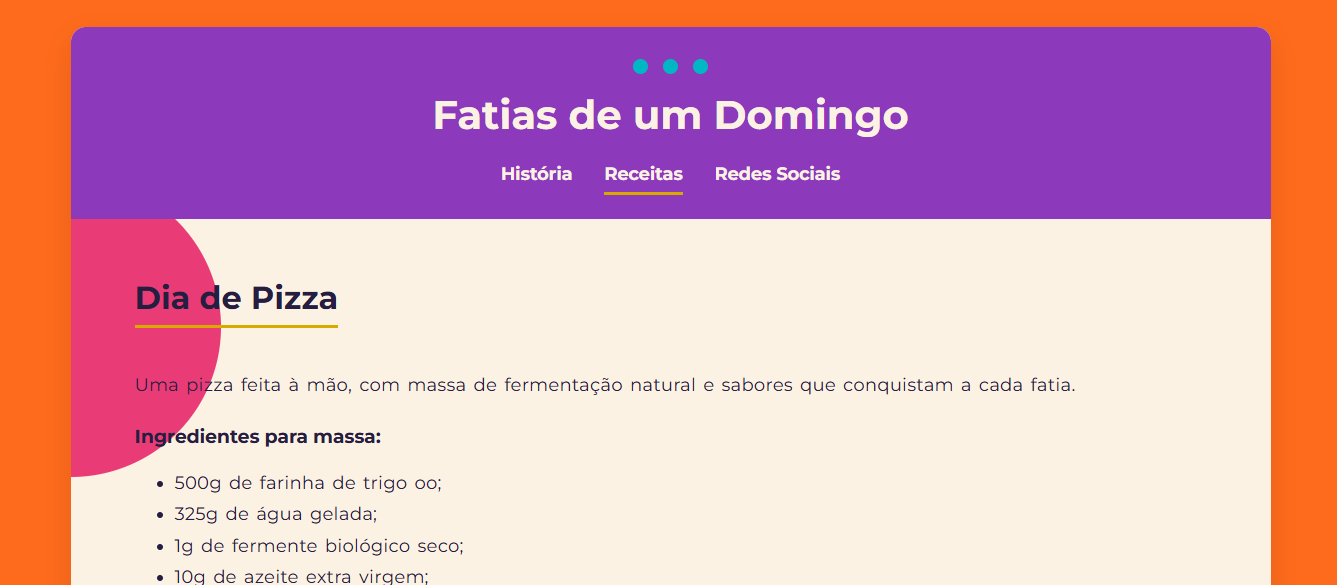 Fatias de um Domingo
História Receitas Redes Sociais
Dia de Pizza
Uma pizza feita à mão, com massa de fermentação natural e sabores que conquistam a cada fatia.
Ingredientes para massa:
500g de farinha de trigo oo;
325g de água gelada;
1g de fermente biológico seco;
10g de azeite extra virgem;